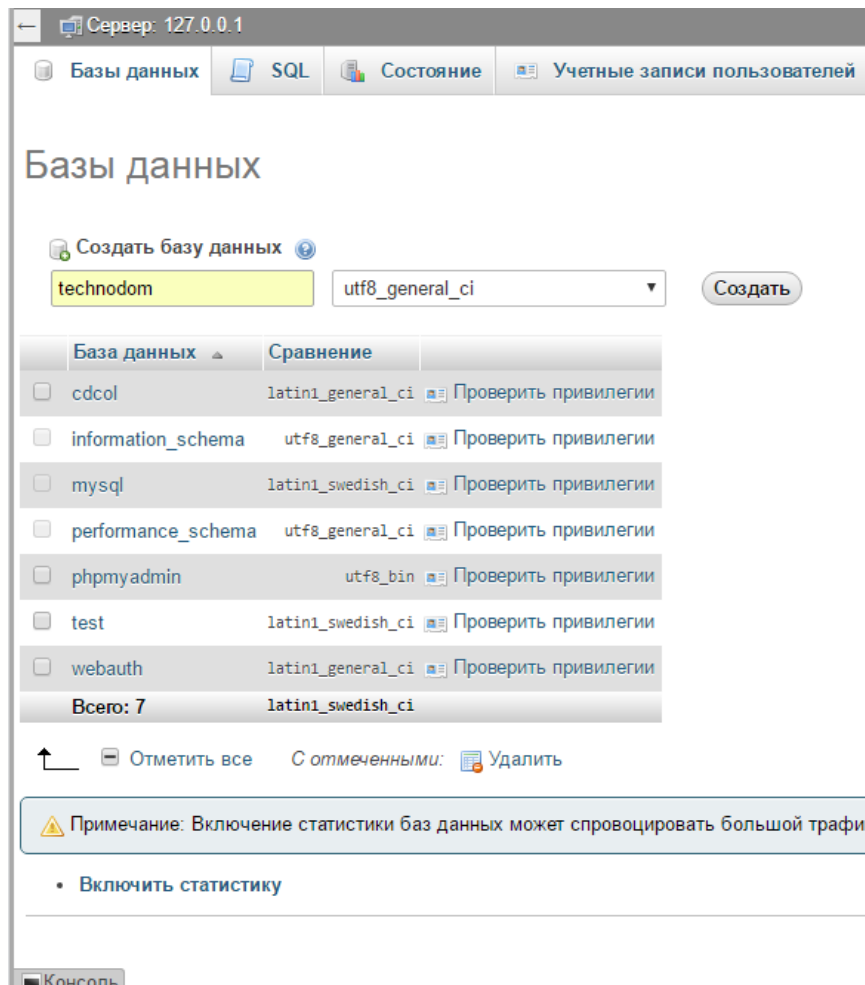 Сервер: 127.0.0.1
Базы данных SQL Состояние Учетные записи пользователей
Базы данных
Создать базу данных
technodom utf8_general_ci Создать
База данных Сравнение
cdcol latin1_general_ci Проверить привилегии
information_schema utf8_general_ci Проверить привилегии
mysql latin1_swedish_ci Проверить привилегии
performance_schema utf8_general_ci Проверить привилегии
phpmyadmin utf8_bin Проверить привилегии
test latin1_swedish_ci Проверить привилегии
webauth latin1_general_ci Проверить привилегии
Всего: 7 latin1_swedish_ci
Отметить все С отмеченными: Удалить
Примечание: Включение статистики баз данных может спровоцировать большой трафи
• Включить статистику
Консоль